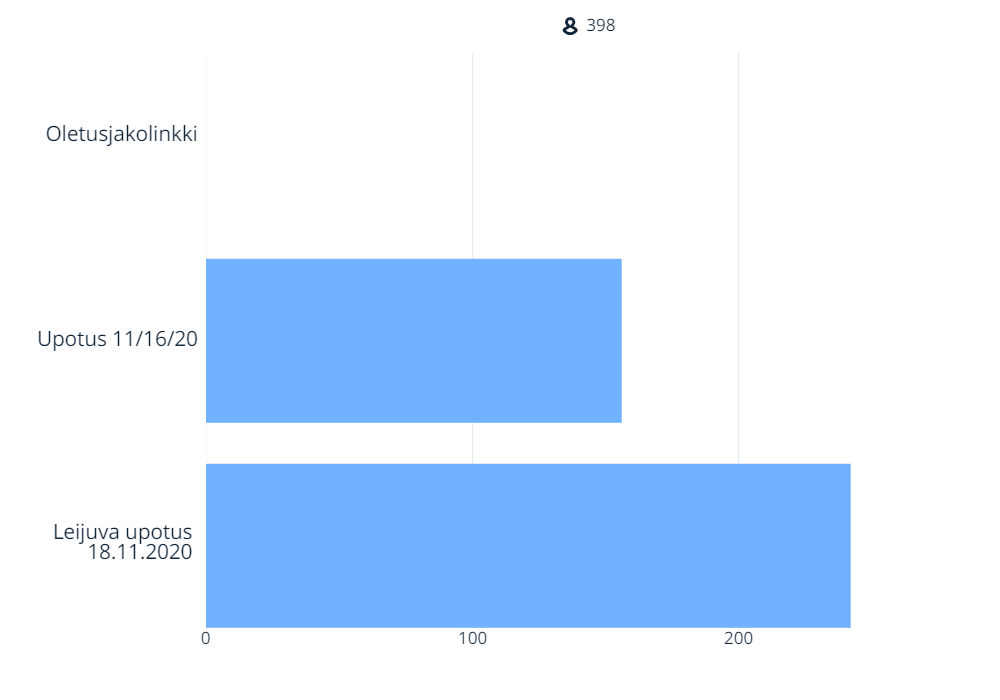 398
Oletusjakolinkki
Upotus 11/16/20
Leijuva upotus
18.11.2020
0 100 200